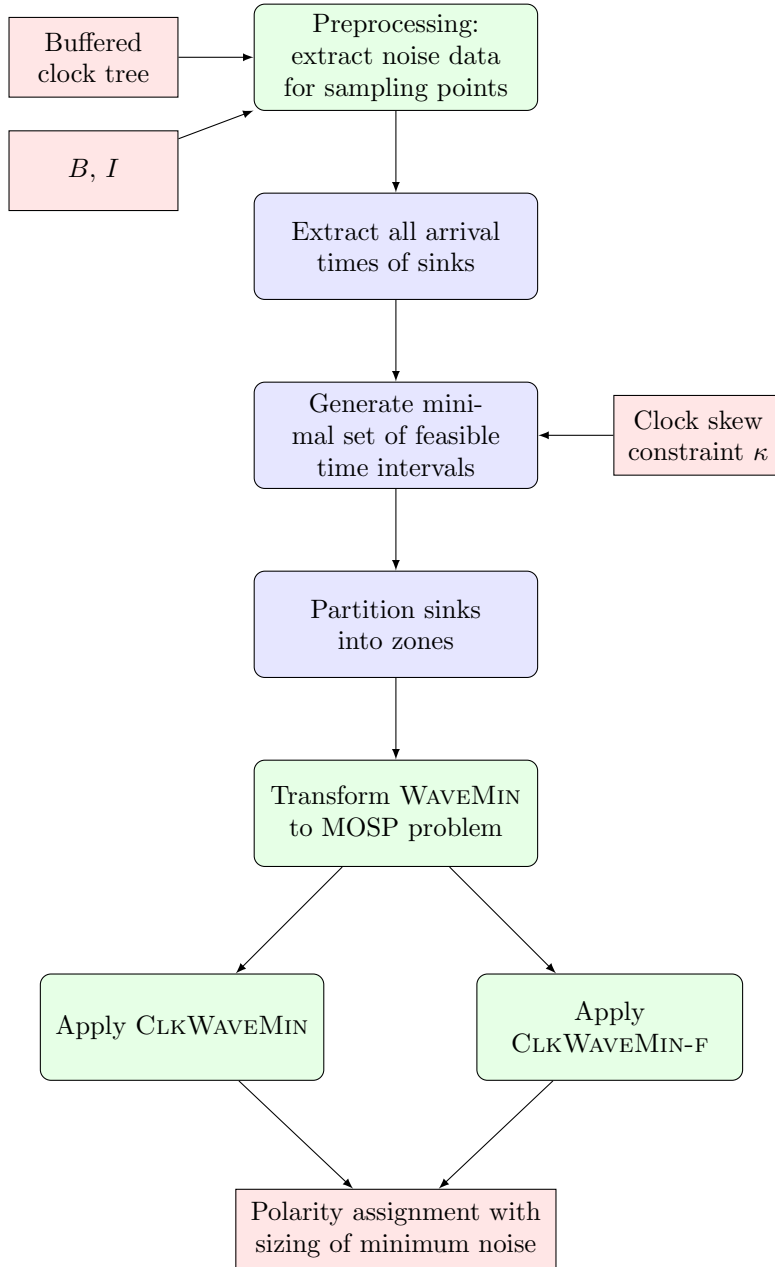 Buffered
clock tree
Preprocessing:
extract noise data
for sampling points
B, I
Extract all arrival
times of sinks
Generate mini-
mal set of feasible
time intervals
Clock skew
constraint κ
Partition sinks
into zones
Transform WAVEMIN
to MOSP problem
Apply CLKWAVEMIN
Apply
CLKWAVEMIN-F
Polarity assignment with
sizing of minimum noise